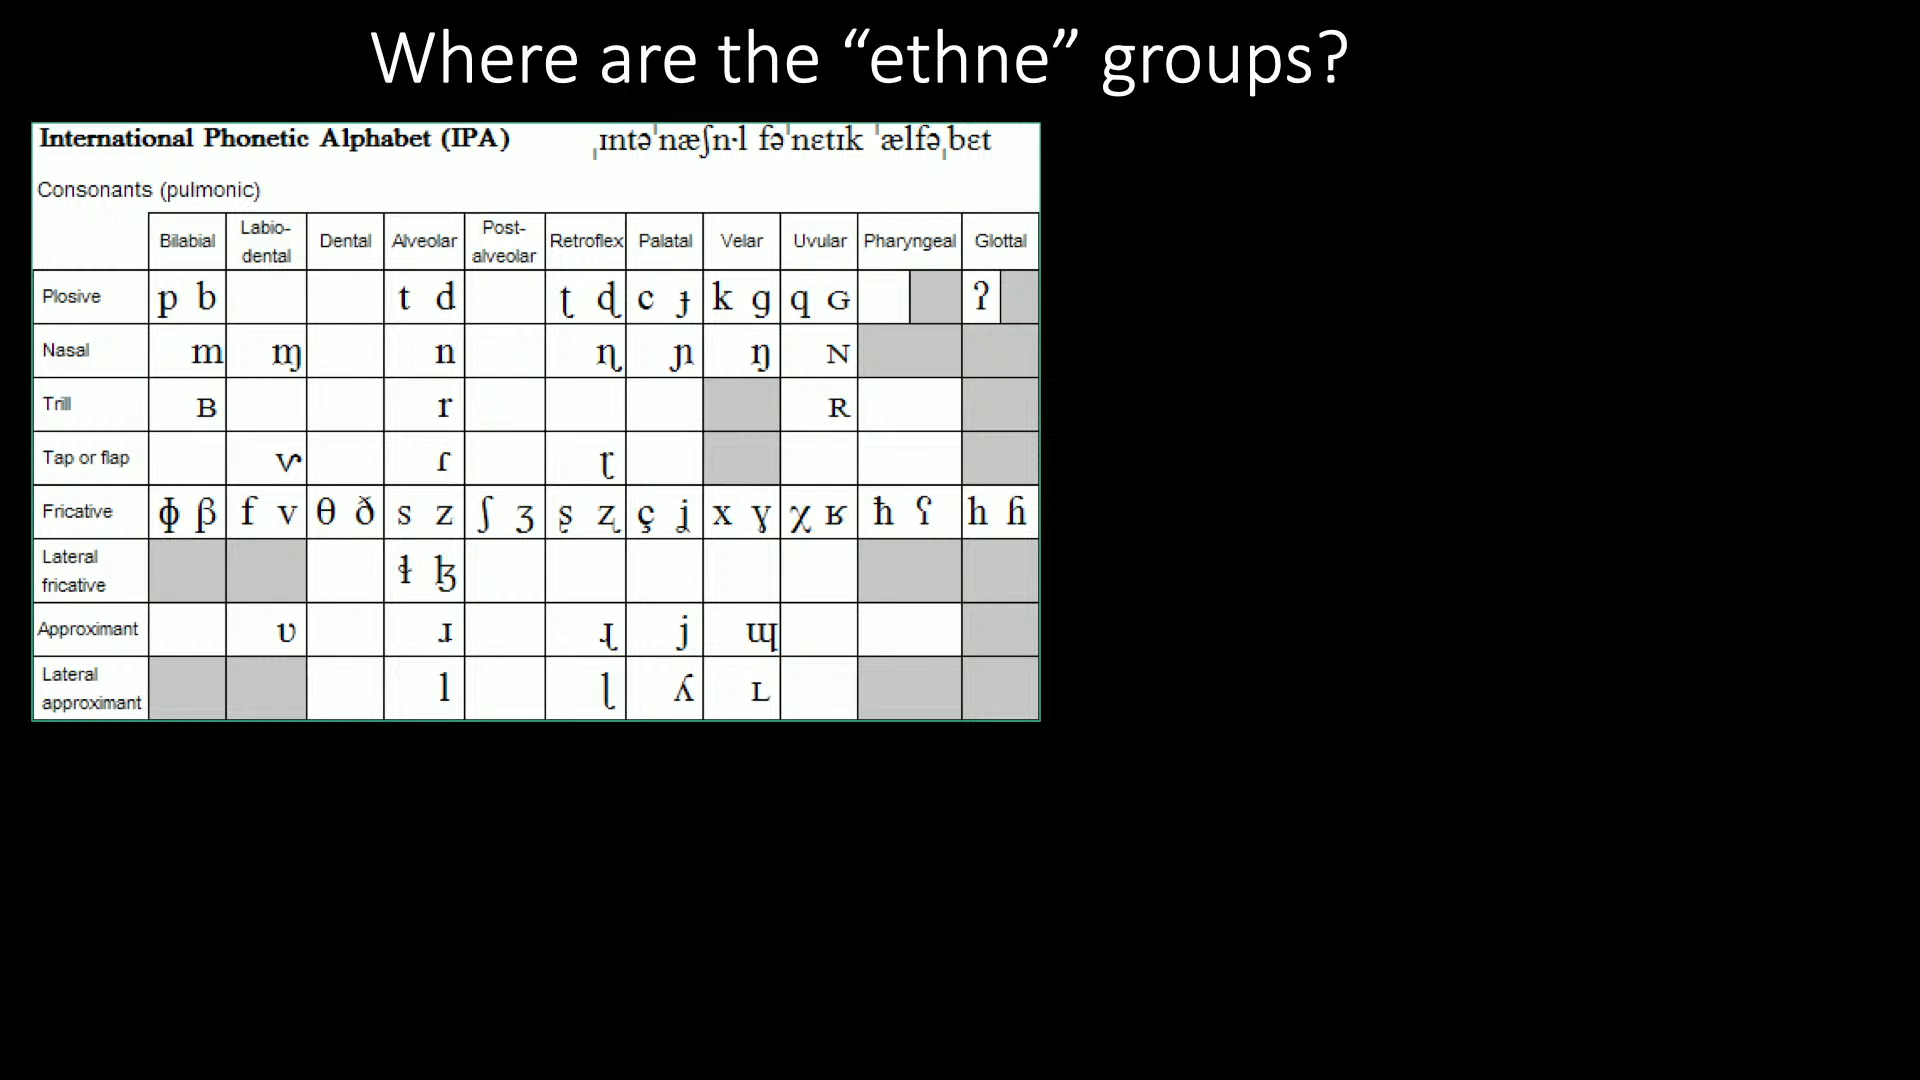 Where are the “ethne” groups?
International Phonetic Alphabet (IPA) ˌɪntəˈnæʃn·l fəˈnɛtɪk ˈælfəˌbɛt
Consonants (pulmonic)
Bilabial Labio-dental Dental Alveolar Post-alveolar Retroflex Palatal Velar Uvular Pharyngeal Glottal
Plosive p b t d ʈ ɖ c ɟ k ɡ q ɢ ʔ
Nasal m ɱ n ɳ ɲ ŋ ɴ
Trill ʙ r ʀ
Tap or flap ⱱ ɾ ɽ
Fricative ɸ β f v θ ð s z ʃ ʒ ʂ ʐ ç ʝ x ɣ χ ʁ ħ ʕ h ɦ
Lateral fricative ɬ ɮ
Approximant ʋ ɹ ɻ j ɰ
Lateral approximant l ɭ ʎ ʟ